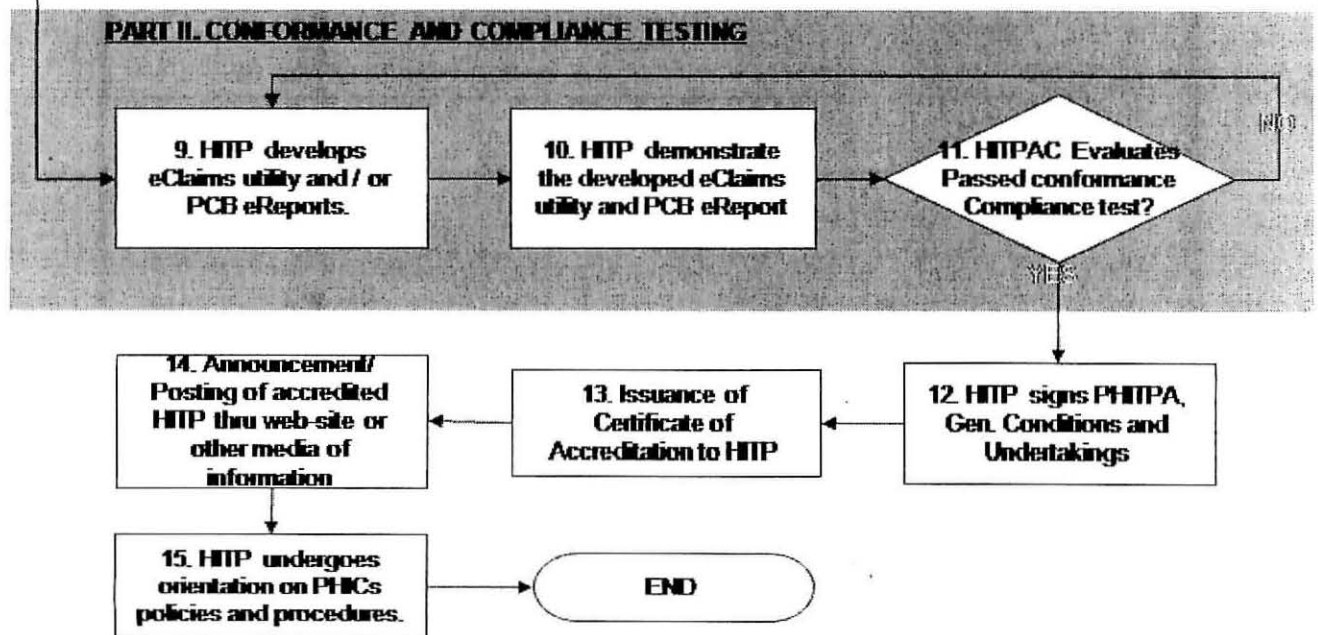 PART II. CONFORMANCE AND COMPLIANCE TESTING
9. HITP develops
eClaims utility and / or
PCB eReports.
10. HITP demonstrate
the developed eClaims
utility and PCB eReport
11. HITPAC Evaluates
Passed conformance
Compliance test?
NO
YES
12. HITP signs PHITPA,
Gen. Conditions and
Undertakings
13. Issuance of
Certificate of
Accreditation to HITP
14. Announcement/
Posting of accredited
HITP thru web-site or
other media of
information
15. HITP undergoes
orientation on PHICs
policies and procedures.
END